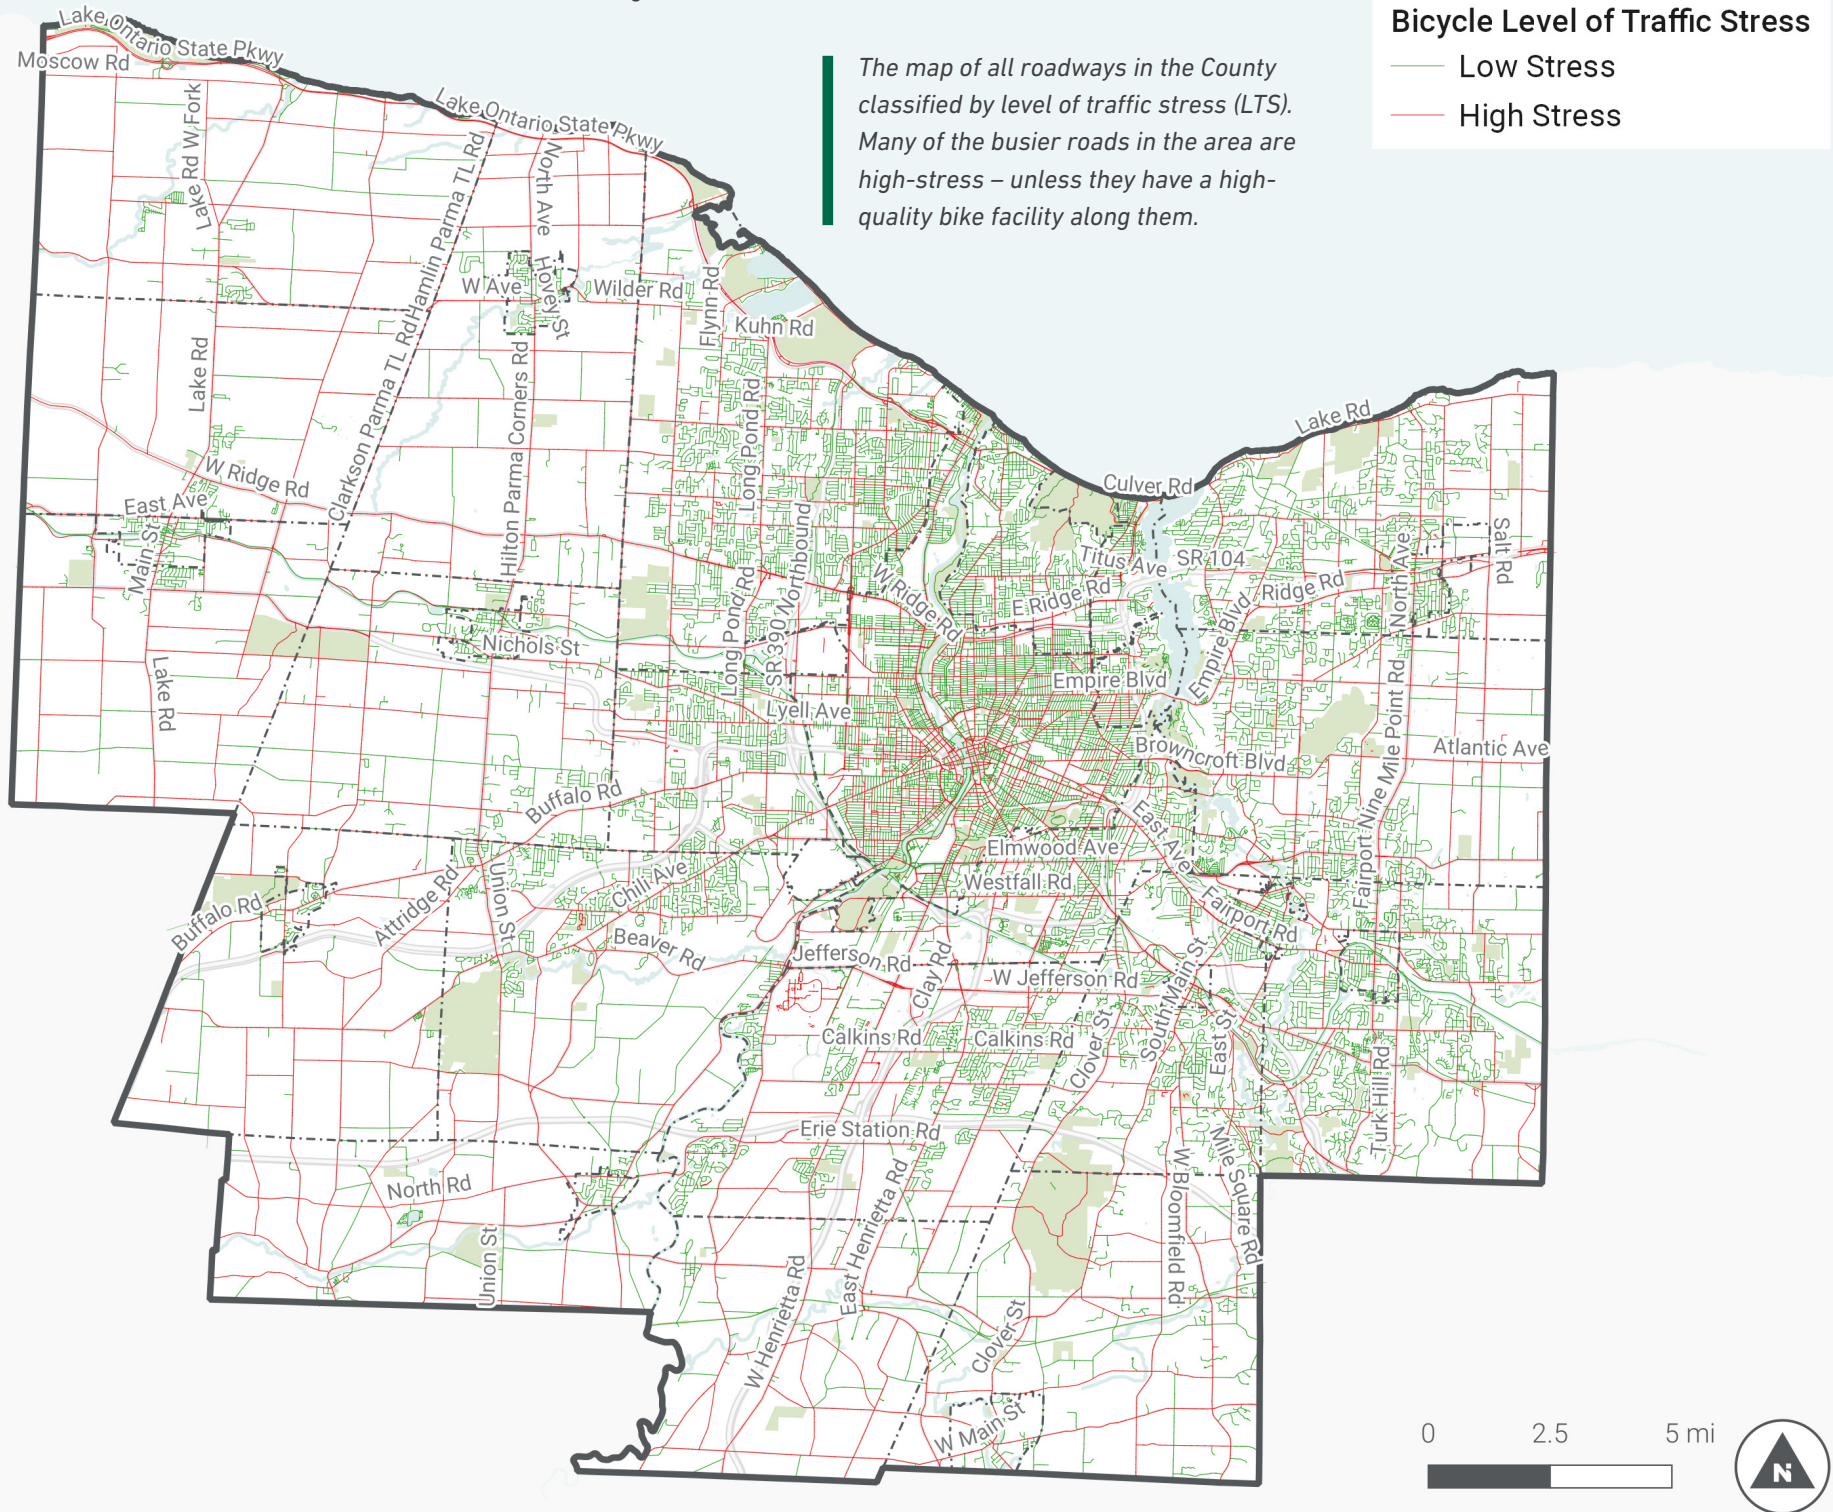 Bicycle Level of Traffic Stress
Low Stress
High Stress
The map of all roadways in the County
classified by level of traffic stress (LTS).
Many of the busier roads in the area are
high-stress – unless they have a high-
quality bike facility along them.
Lake Ontario State Pkwy
Moscow Rd
Lake Rd W Fork
Lake Ontario State Pkwy
Hamlin Parma TL Rd
North Ave
W Ave
Hovey St
Wilder Rd
Flynn Rd
Kuhn Rd
Lake Rd
Clarkson Parma TL Rd
Hilton Parma Corners Rd
Long Pond Rd
Lake Rd
W Ridge Rd
East Ave
Main St
Culver Rd
SR 390 Northbound
Titus Ave
SR 104
North Ave
Salt Rd
W Ridge Rd
E Ridge Rd
Ridge Rd
Long Pond Rd
Nichols St
Empire Blvd
Empire Blvd
Lake Rd
Lyell Ave
Browncroft Blvd
Fairport Nine Mile Point Rd
Atlantic Ave
Buffalo Rd
East Ave
Elmwood Ave
Westfall Rd
Chili Ave
Union St
Attridge Rd
Buffalo Rd
Fairport Rd
Beaver Rd
Jefferson Rd
Clay Rd
W Jefferson Rd
South Main St
Calkins Rd
Calkins Rd
Clover St
East St
Turk Hill Rd
Erie Station Rd
North Rd
Union St
East Henrietta Rd
W Henrietta Rd
W Bloomfield Rd
Mile Square Rd
Clover St
W Main St
0 2.5 5 mi
N